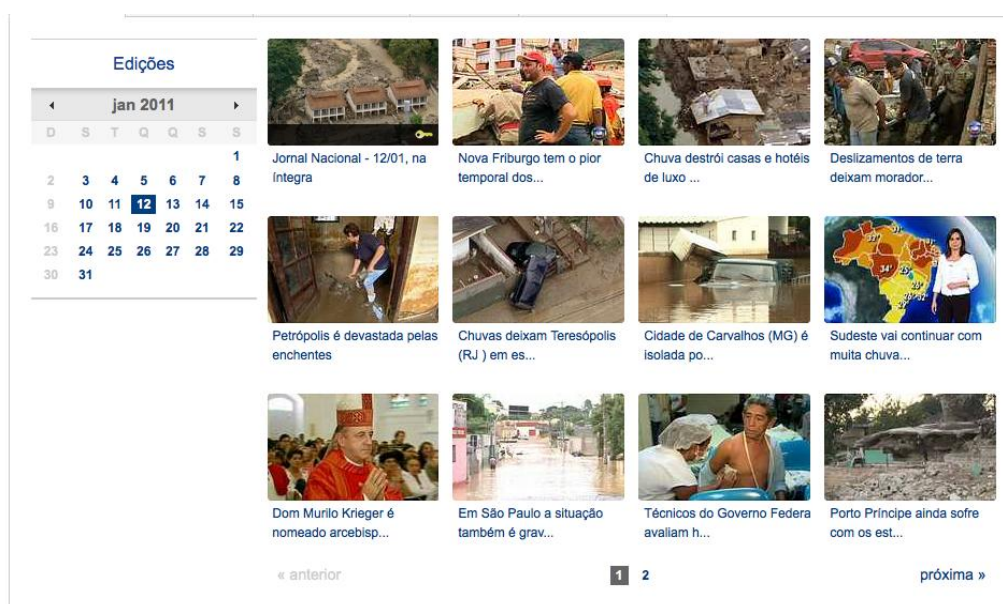 Edições
jan 2011
D S T Q Q S S
1
2 3 4 5 6 7 8
9 10 11 12 13 14 15
16 17 18 19 20 21 22
23 24 25 26 27 28 29
30 31
Jornal Nacional - 12/01, na
íntegra
Nova Friburgo tem o pior
temporal dos...
Chuva destrói casas e hotéis
de luxo ...
Deslizamentos de terra
deixam morador...
34°
Petrópolis é devastada pelas
enchentes
Chuvas deixam Teresópolis
(RJ ) em es...
Cidade de Carvalhos (MG) é
isolada po...
Sudeste vai continuar com
muita chuva...
Dom Murilo Krieger é
nomeado arcebisp...
Em São Paulo a situação
também é grav...
Técnicos do Governo Federa
avaliam h...
Porto Príncipe ainda sofre
com os est...
« anterior
1 2
próxima »